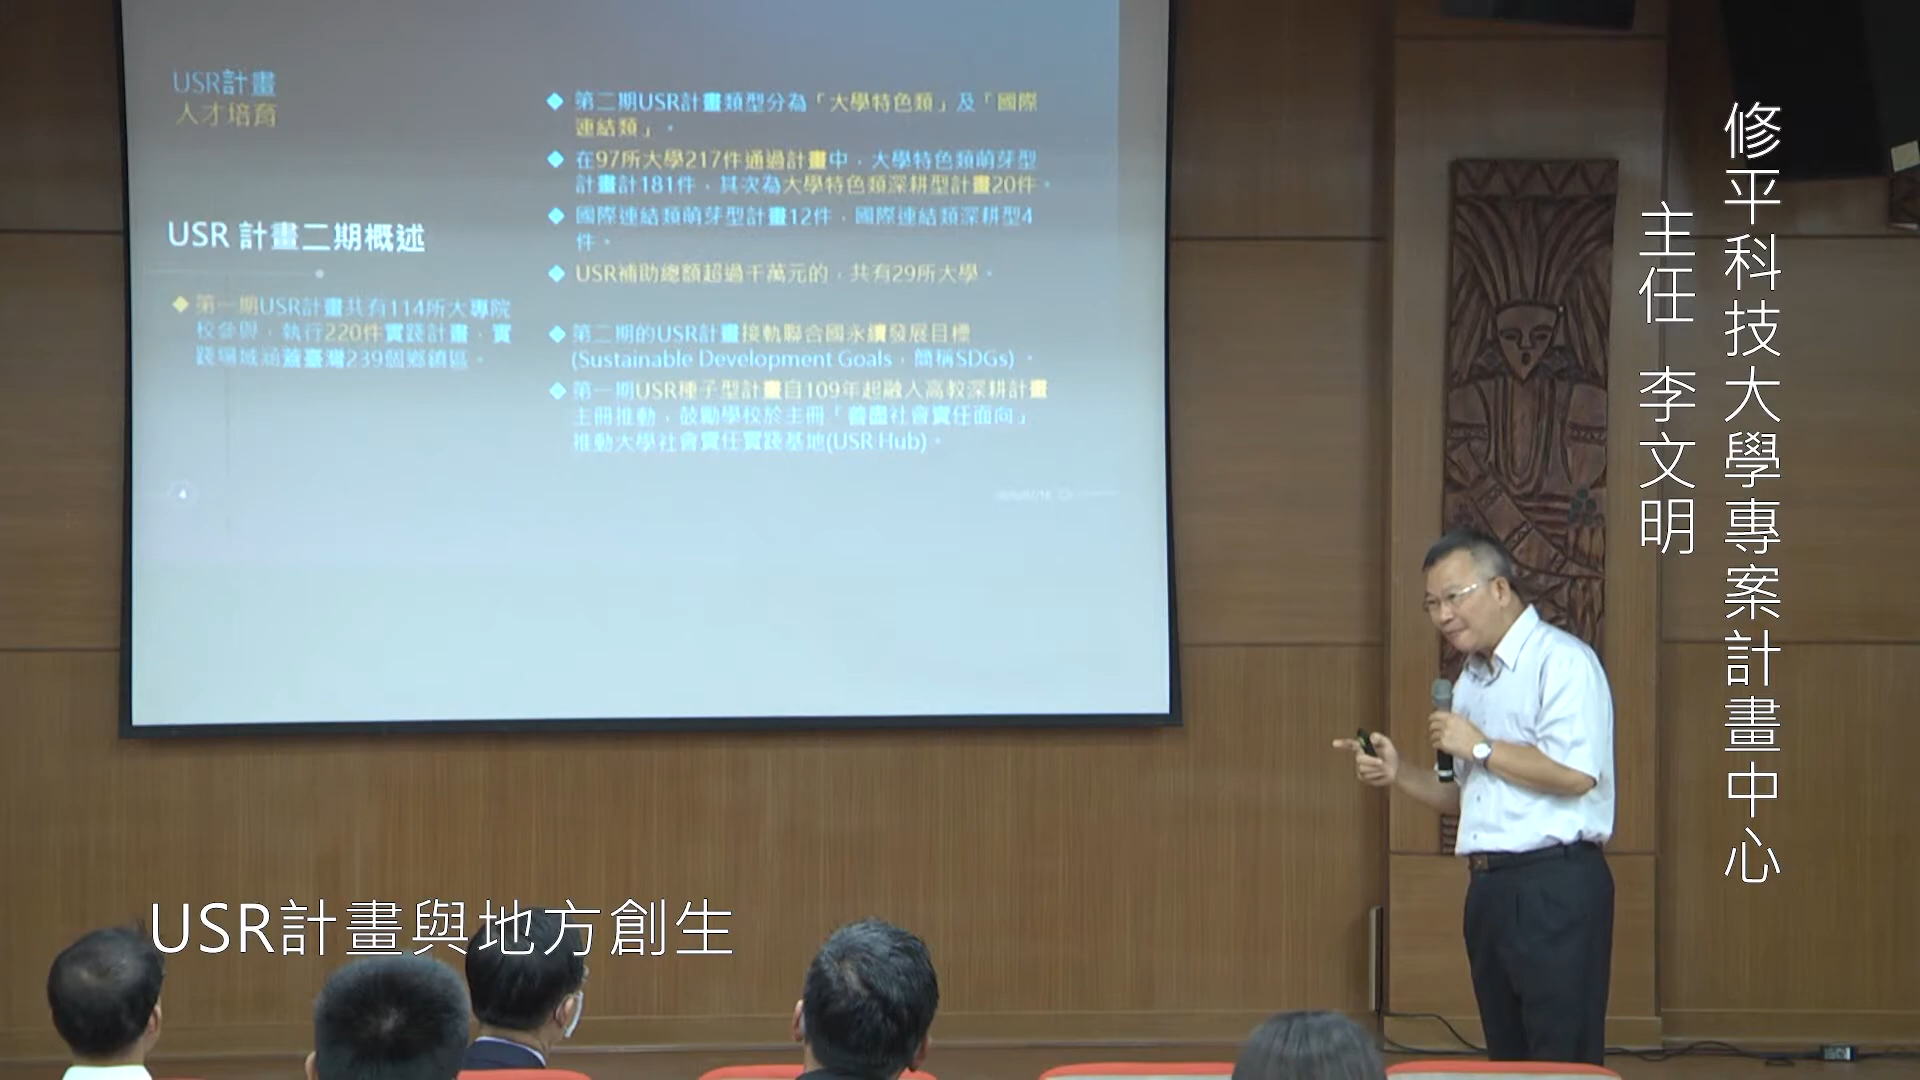 USR計畫
人才培育
USR 計畫二期概述
第一期USR計畫共有114所大專院
校參與，執行220件實踐計畫，實
踐場域涵蓋臺灣239個鄉鎮區。
4
第二期USR計畫類型分為「大學特色類」及「國際
連結類」。
在97所大學217件通過計畫中，大學特色類萌芽型
計畫計181件，其次為大學特色類深耕型計畫20件。
國際連結類萌芽型計畫12件，國際連結類深耕型4
件。
USR補助總額超過千萬元的，共有29所大學。
第二期的USR計畫接軌聯合國永續發展目標
(Sustainable Development Goals，簡稱SDGs) 。
第一期USR種子型計畫自109年起融入高教深耕計畫
主冊推動，鼓勵學校於主冊「善盡社會責任面向」
推動大學社會責任實踐基地(USR Hub)。
修平科技大學專案計畫中心
主任 李文明
USR計畫與地方創生